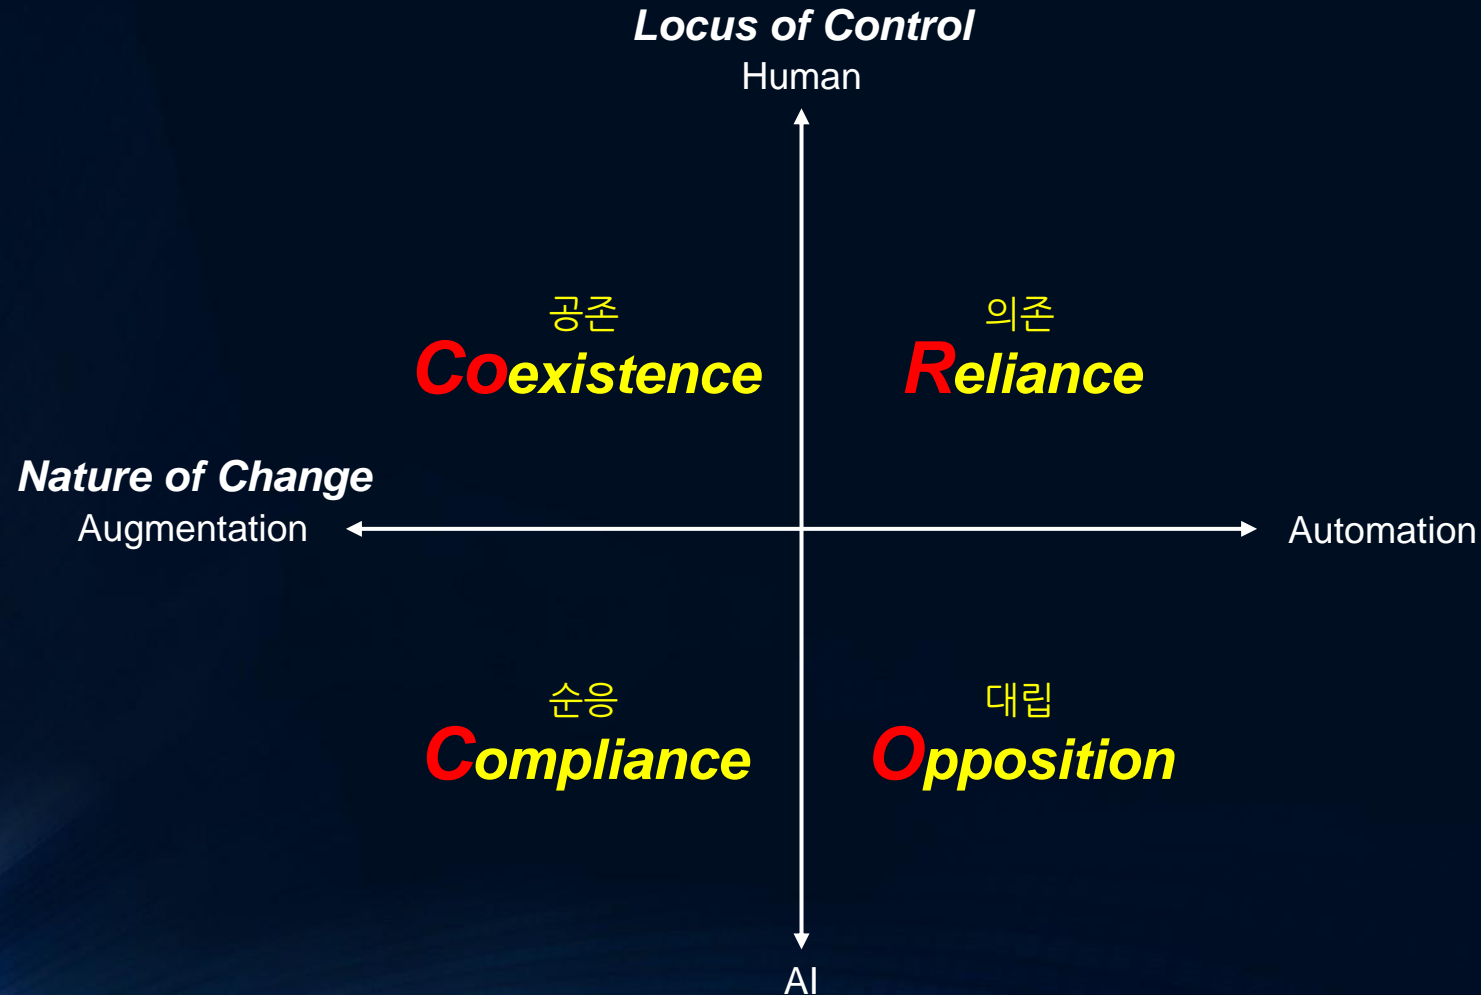 Locus of Control
Human
공존
Coexistence
의존
Reliance
Nature of Change
Augmentation
Automation
순응
Compliance
대립
Opposition
AI